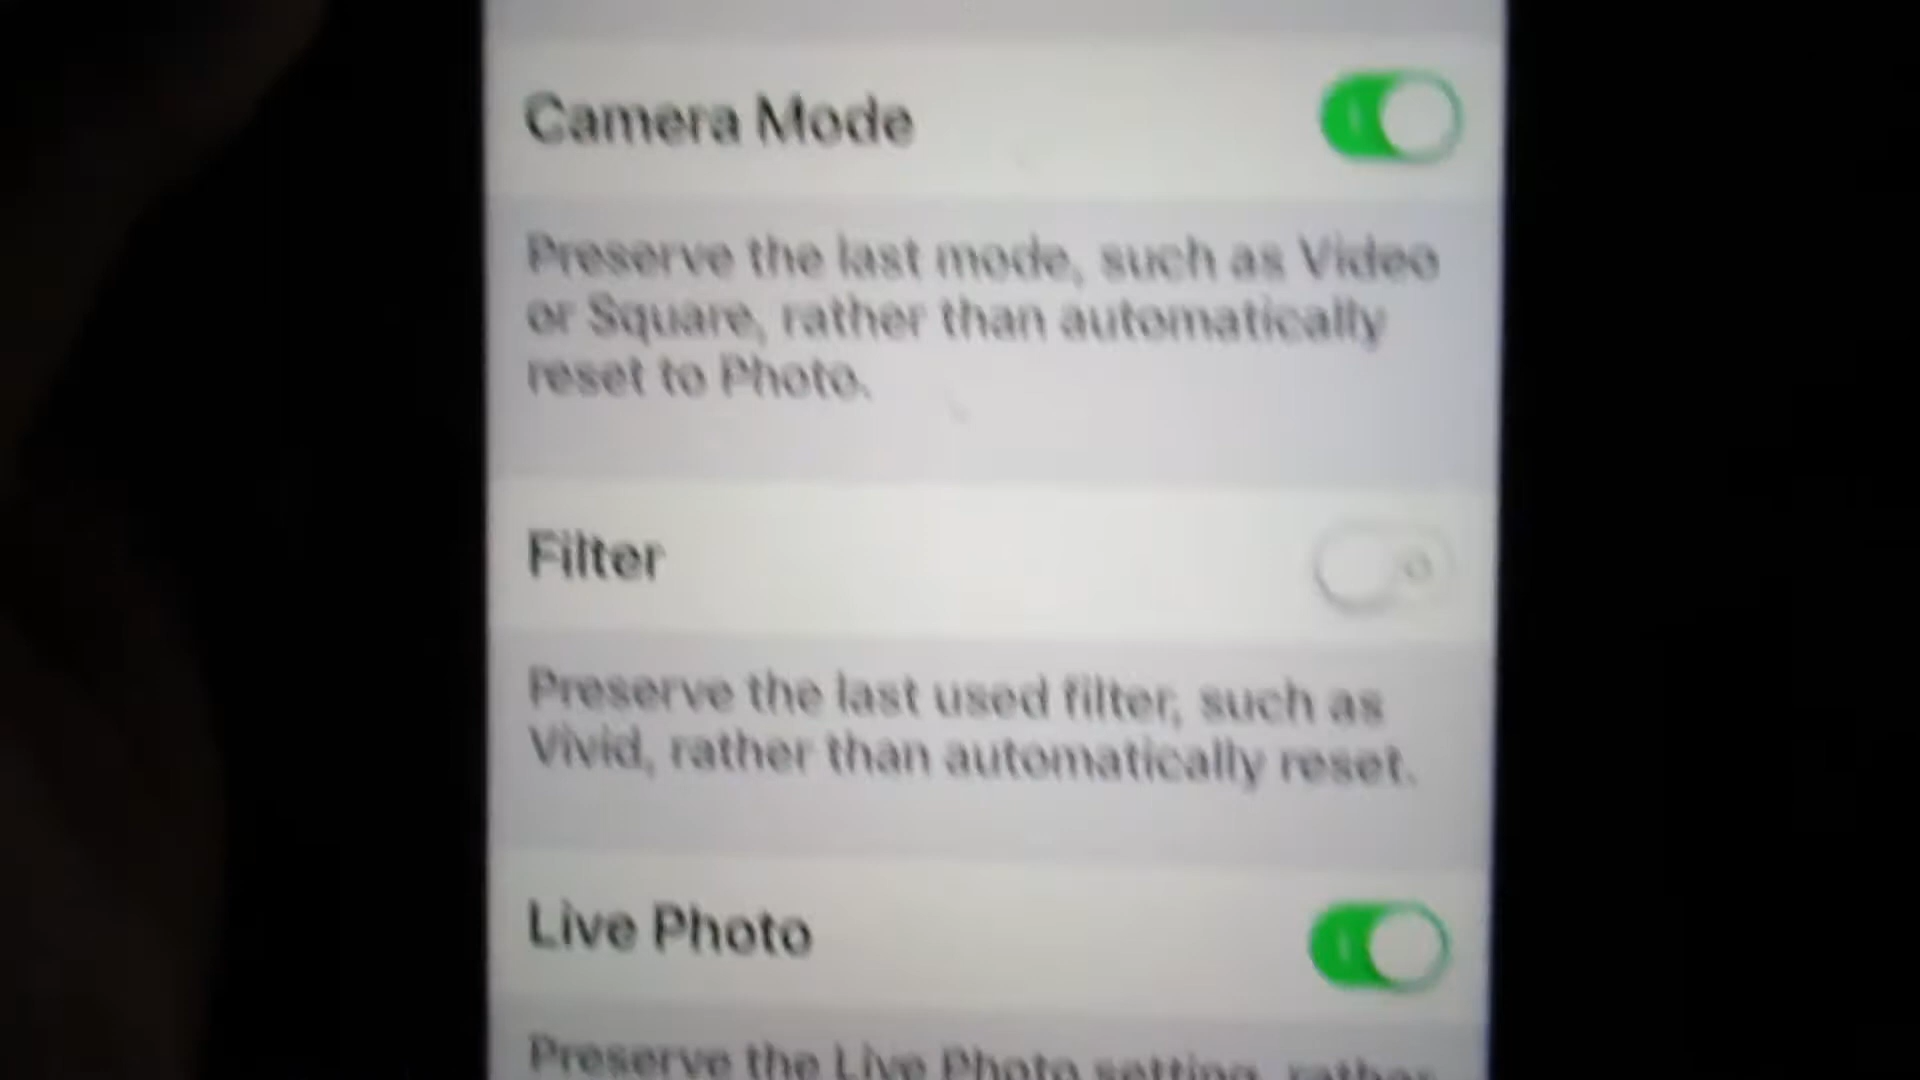 Camera Mode
Preserve the last mode, such as Video
or Square, rather than automatically
reset to Photo.
Filter
Preserve the last used filter, such as
Vivid, rather than automatically reset.
Live Photo
Preserve the Live Photo setting, rather